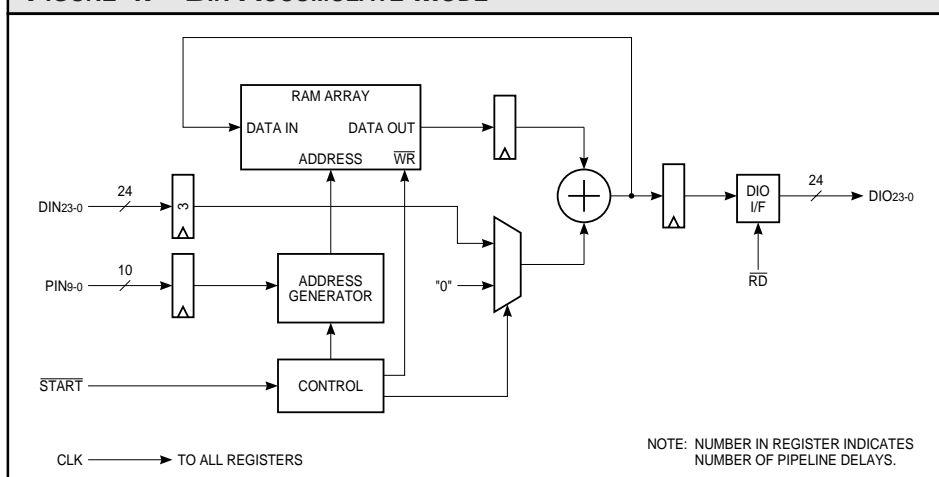 RAM ARRAY
DATA IN DATA OUT
ADDRESS WR
24
DIN23-0
3
DIO
I/F
24
DIO23-0
10
PIN9-0
ADDRESS
GENERATOR
"0"
RD
START
CONTROL
CLK TO ALL REGISTERS
NOTE: NUMBER IN REGISTER INDICATES
NUMBER OF PIPELINE DELAYS.